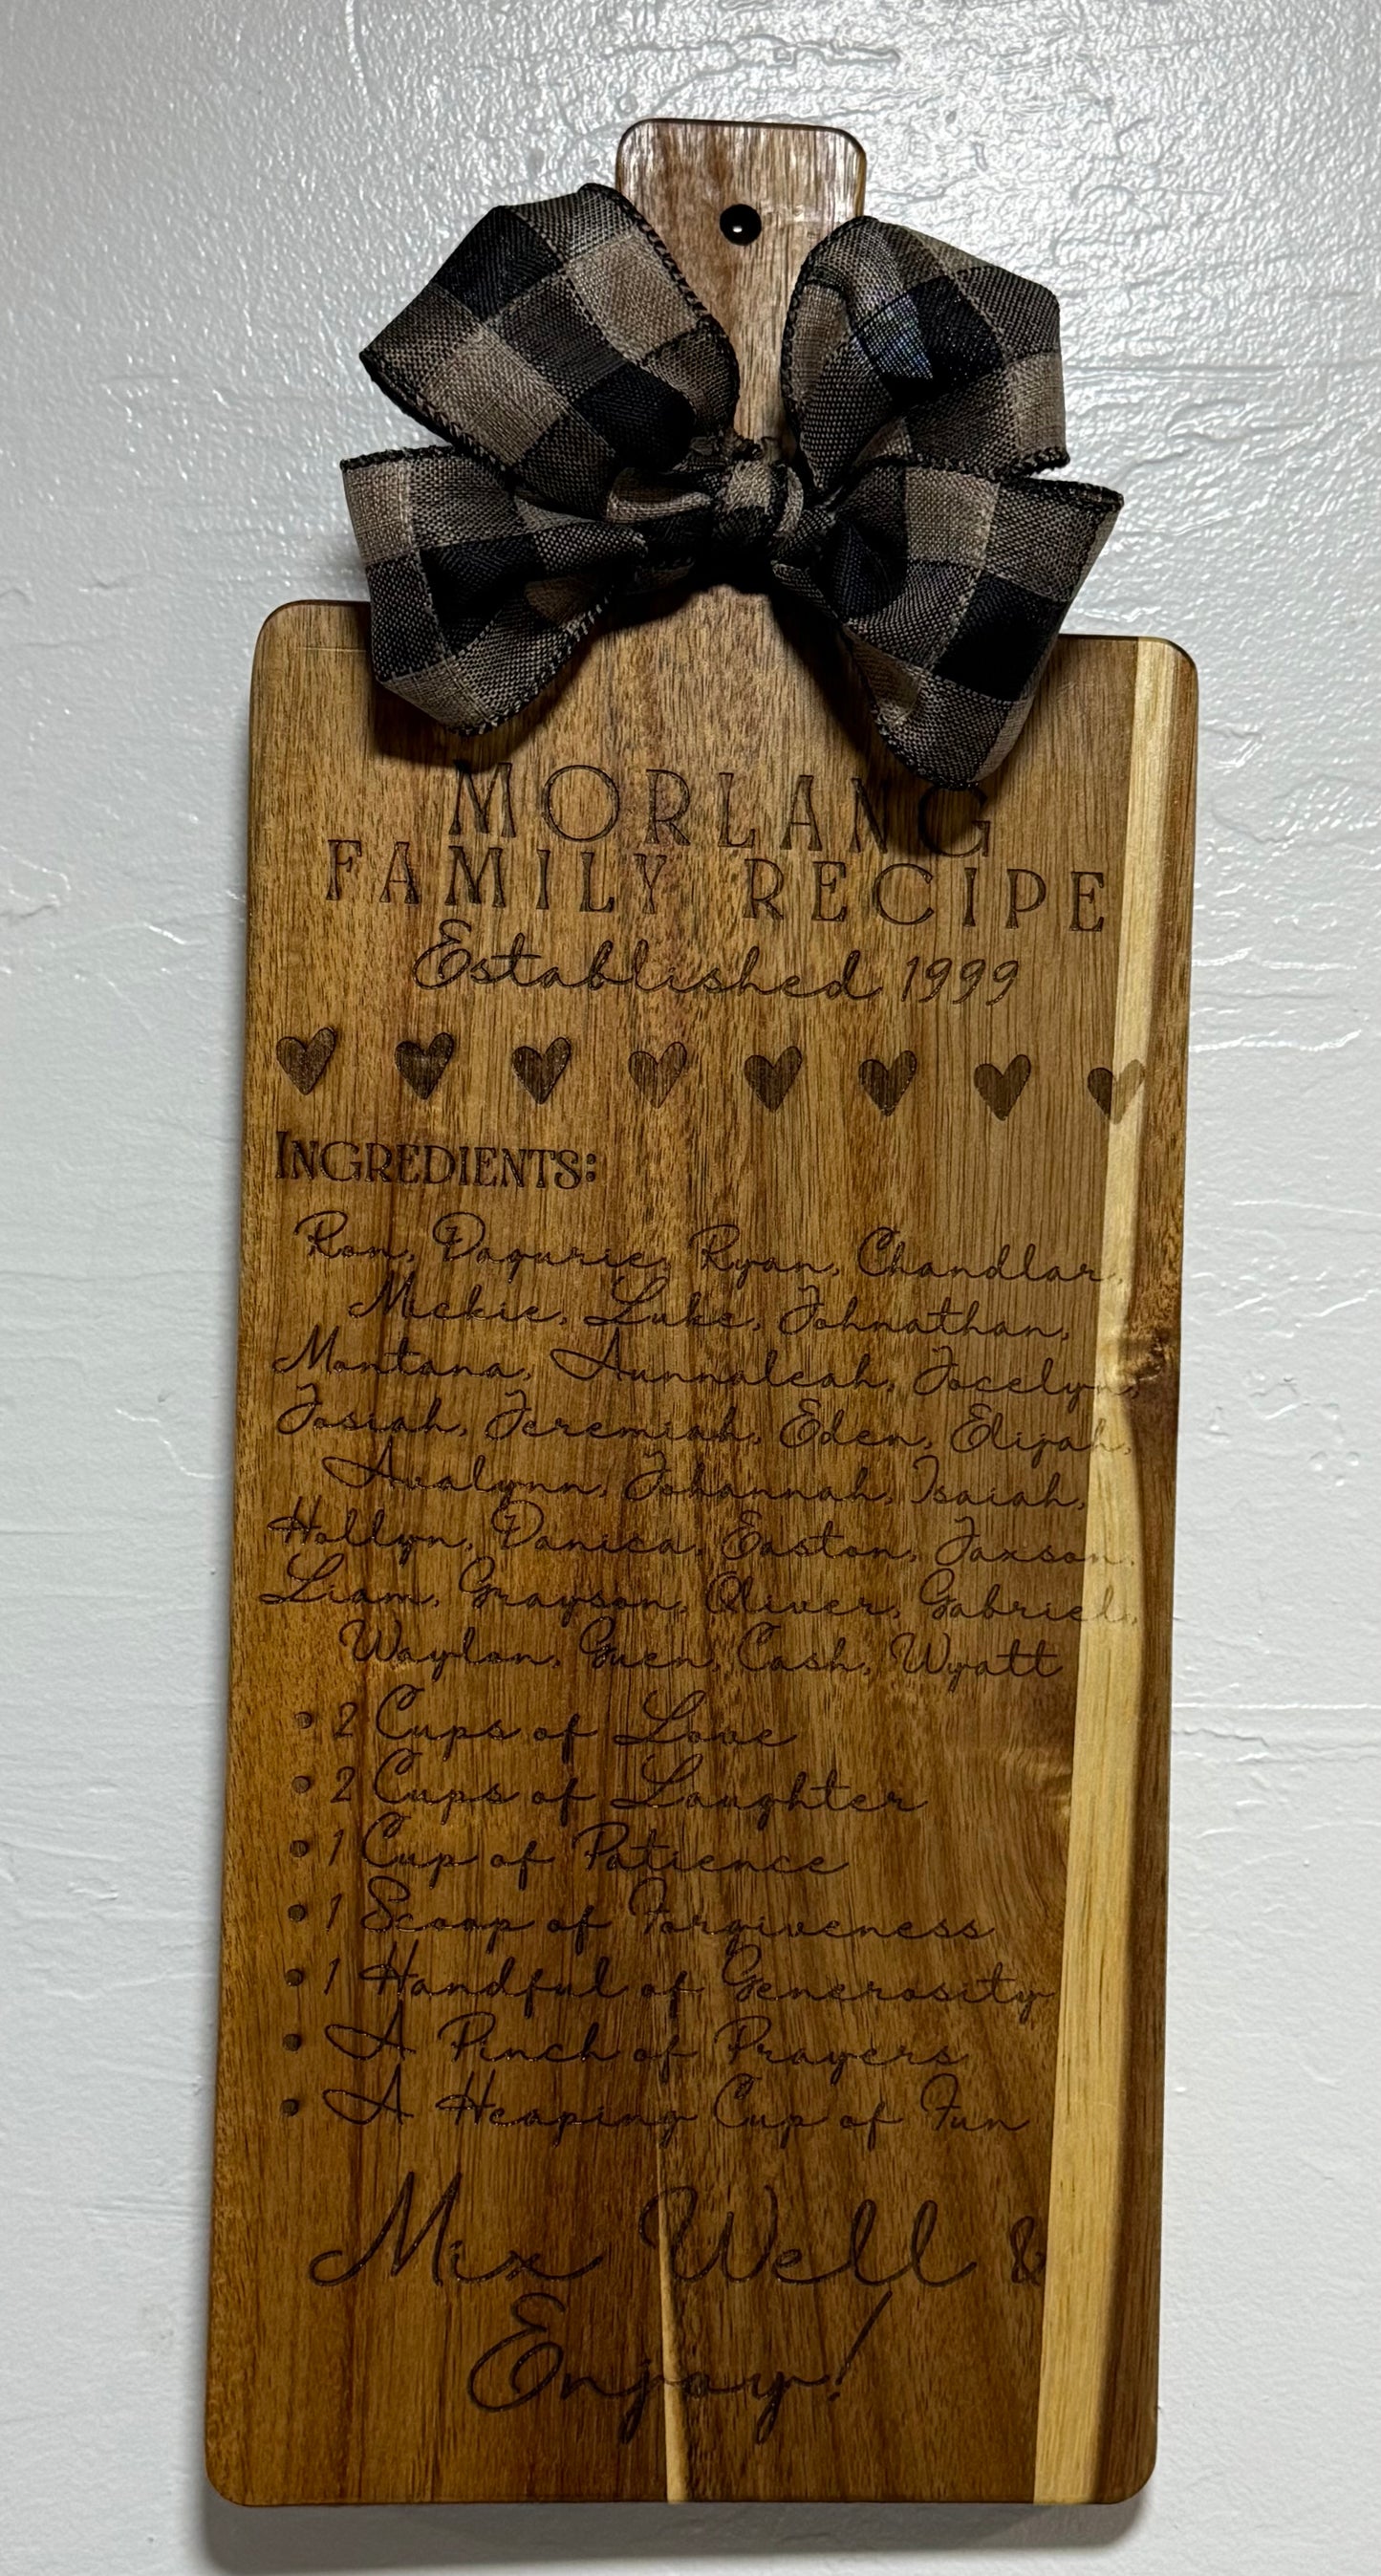 MORLANG
FAMILY RECIPE
Established 1999
INGREDIENTS:
Ron, Dagurie, Ryan, Chandlar,
Mickie, Luke, Johnathan,
Montana, Aunnaleah, Jocelyn,
Josiah, Jeremiah, Eden, Elijah,
Avalynn, Johannah, Isaiah,
Hollyn, Danica, Easton, Jaxson,
Liam, Grayson, Oliver, Gabriel,
Waylon, Gwen, Cash, Wyatt
• 2 Cups of Love
• 2 Cups of Laughter
• 1 Cup of Patience
• 1 Scoop of Forgiveness
• 1 Handful of Generosity
• A Pinch of Prayers
• A Heaping Cup of Fun
Mix Well &
Enjoy!